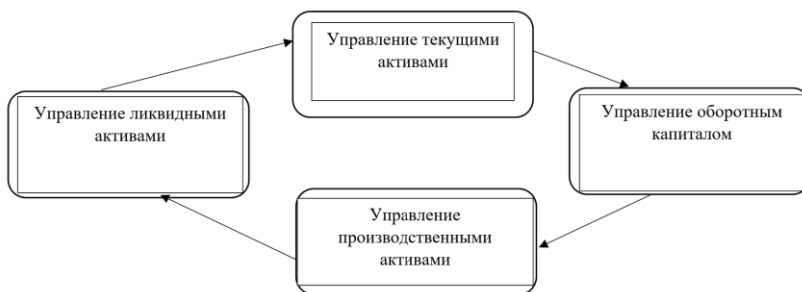 Управление текущими
активами
Управление ликвидными
активами
Управление оборотным
капиталом
Управление
производственными
активами